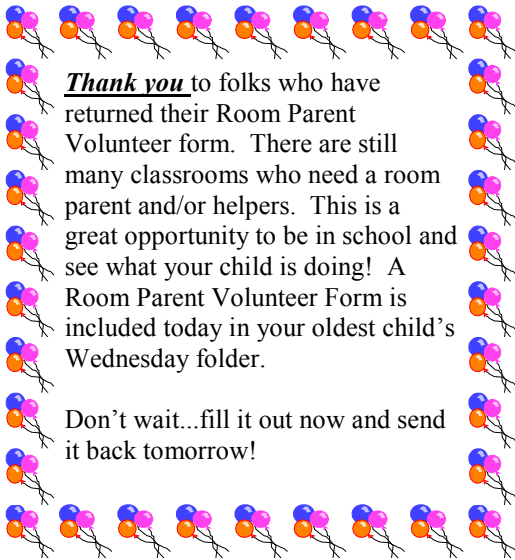 Thank you to folks who have
returned their Room Parent
Volunteer form.  There are still
many classrooms who need a room
parent and/or helpers.  This is a
great opportunity to be in school and
see what your child is doing!  A
Room Parent Volunteer Form is
included today in your oldest child’s
Wednesday folder.

Don’t wait...fill it out now and send
it back tomorrow!